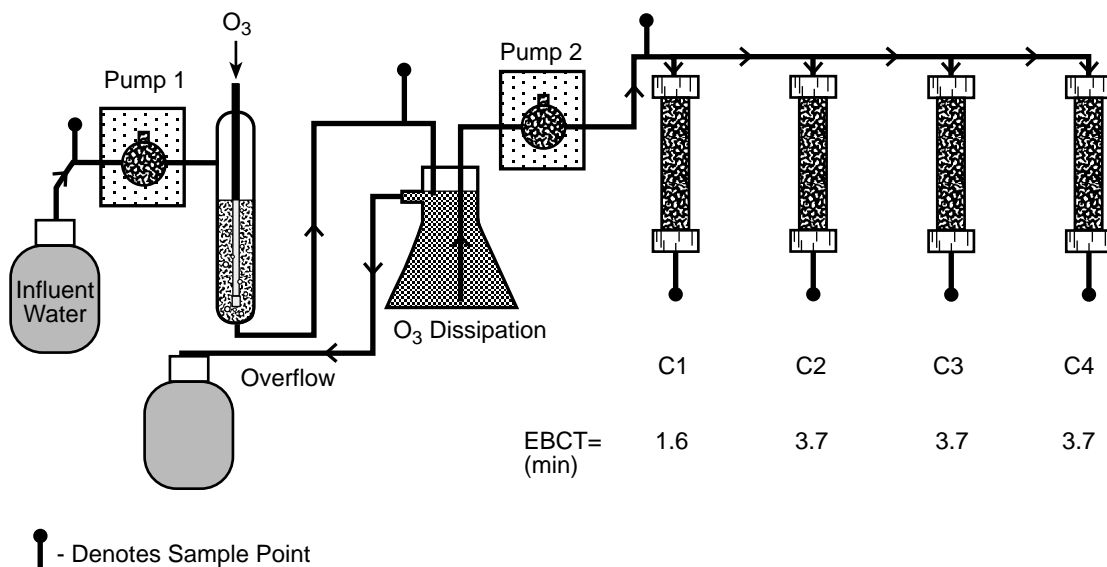 O₃
Pump 1
Pump 2
Influent
Water
O₃ Dissipation
Overflow
C1 C2 C3 C4
EBCT= 1.6 3.7 3.7 3.7
(min)
- Denotes Sample Point